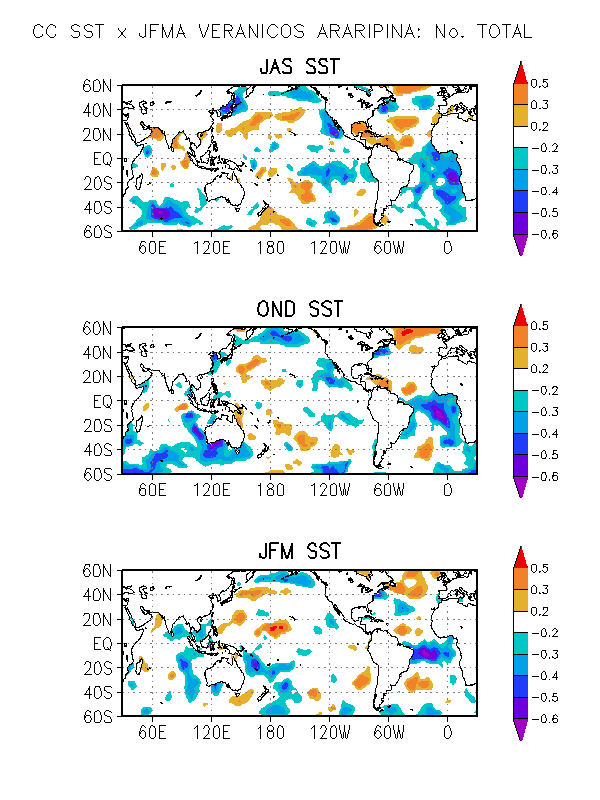 CC SST x JFMA VERANICOS ARARIPINA: No. TOTAL
JAS SST
60N
40N
20N
EQ
20S
40S
60S
60E 120E 180 120W 60W 0
0.5
0.3
0.2
-0.2
-0.3
-0.4
-0.5
-0.6
OND SST
60N
40N
20N
EQ
20S
40S
60S
60E 120E 180 120W 60W 0
0.5
0.3
0.2
-0.2
-0.3
-0.4
-0.5
-0.6
JFM SST
60N
40N
20N
EQ
20S
40S
60S
60E 120E 180 120W 60W 0
0.5
0.3
0.2
-0.2
-0.3
-0.4
-0.5
-0.6